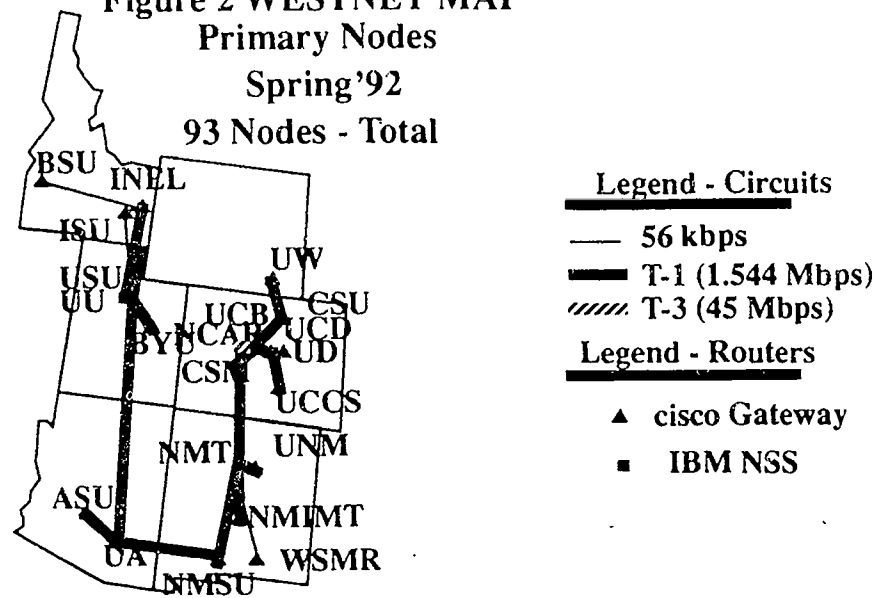 Figure 2 WESTNET MAP
Primary Nodes
Spring'92
93 Nodes - Total
BSU
INEL
ISU
USU
UU
BYU
UW
CSU
UCB
UCD
NCAR
UD
CSM
UCCS
NMT
UNM
ASU
NMIMT
UA
WSMR
NMSU
Legend - Circuits
56 kbps
T-1 (1.544 Mbps)
T-3 (45 Mbps)
Legend - Routers
cisco Gateway
IBM NSS